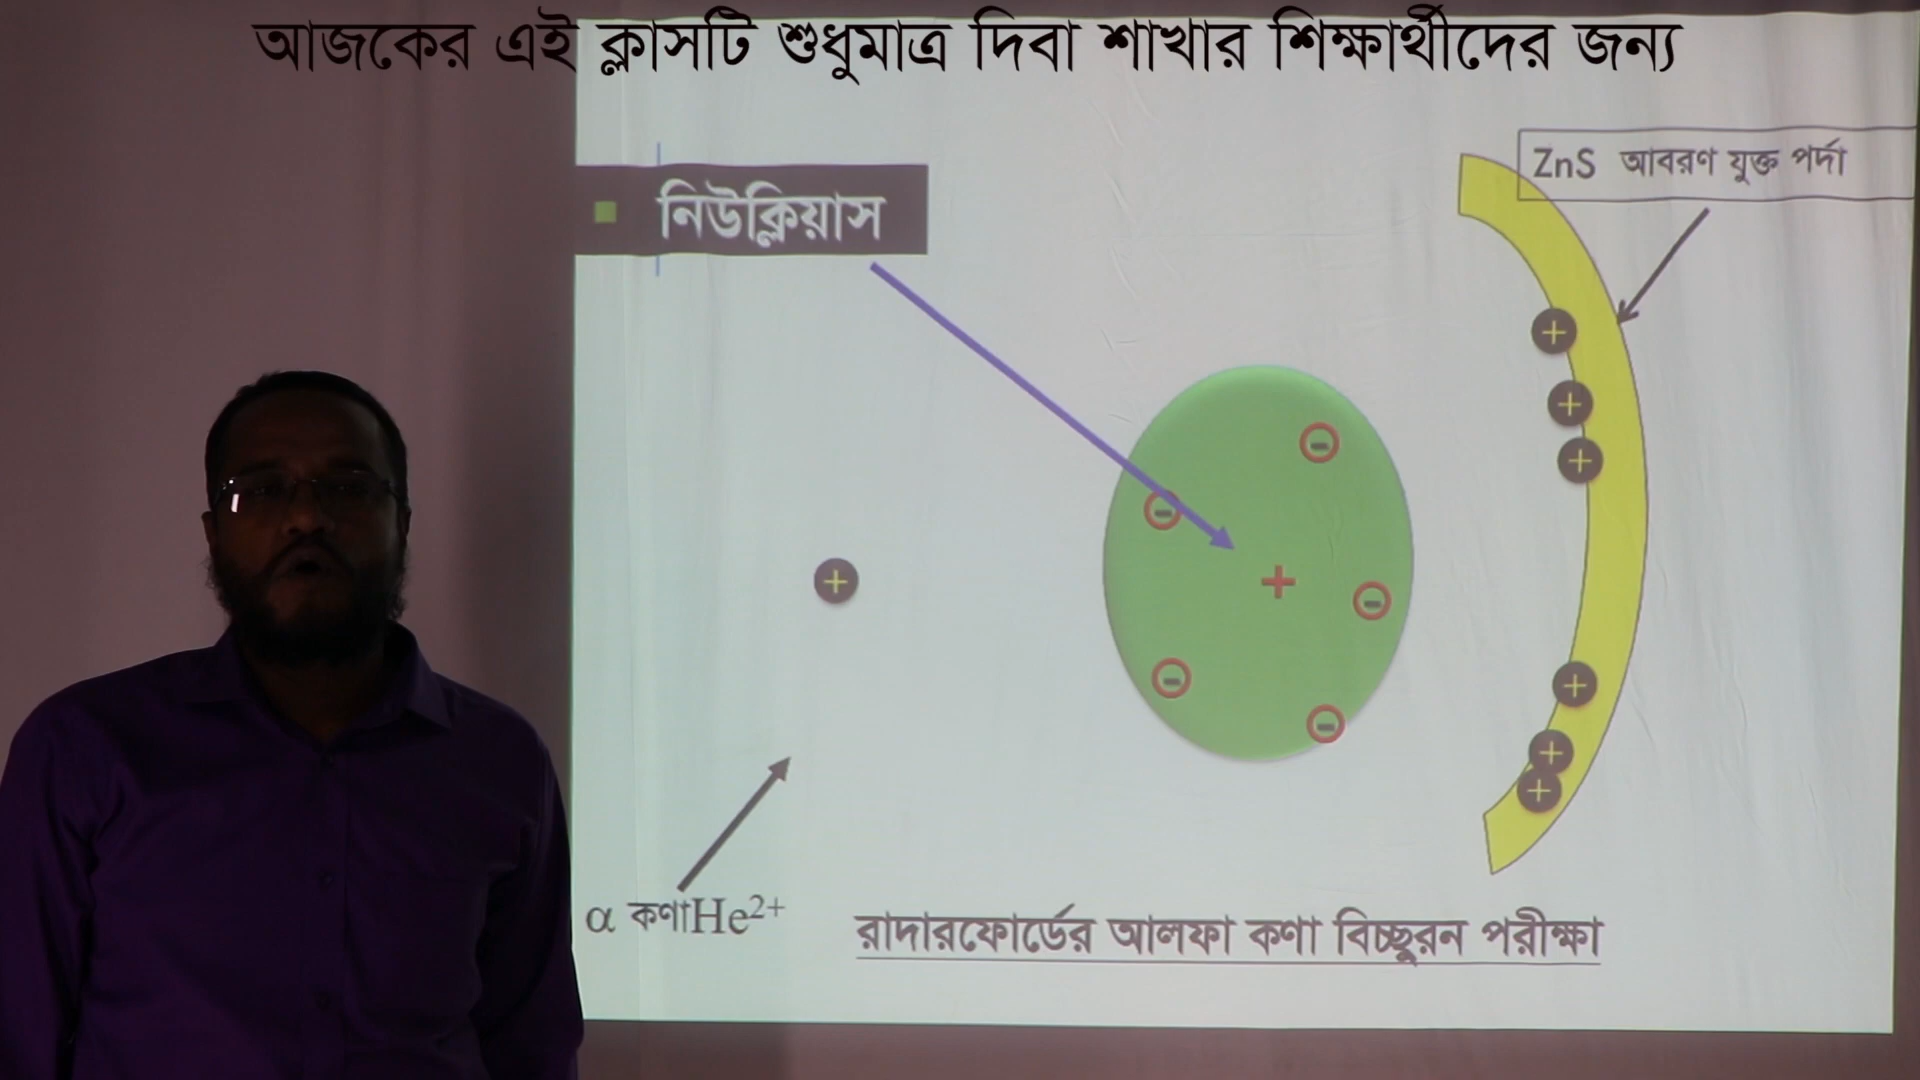 আজকের এই ক্লাসটি শুধুমাত্র দিবা শাখার শিক্ষার্থীদের জন্য
ZnS আবরণ যুক্ত পর্দা
নিউক্লিয়াস
α কণাHe²⁺
রাদারফোর্ডের আলফা কণা বিচ্ছুরন পরীক্ষা